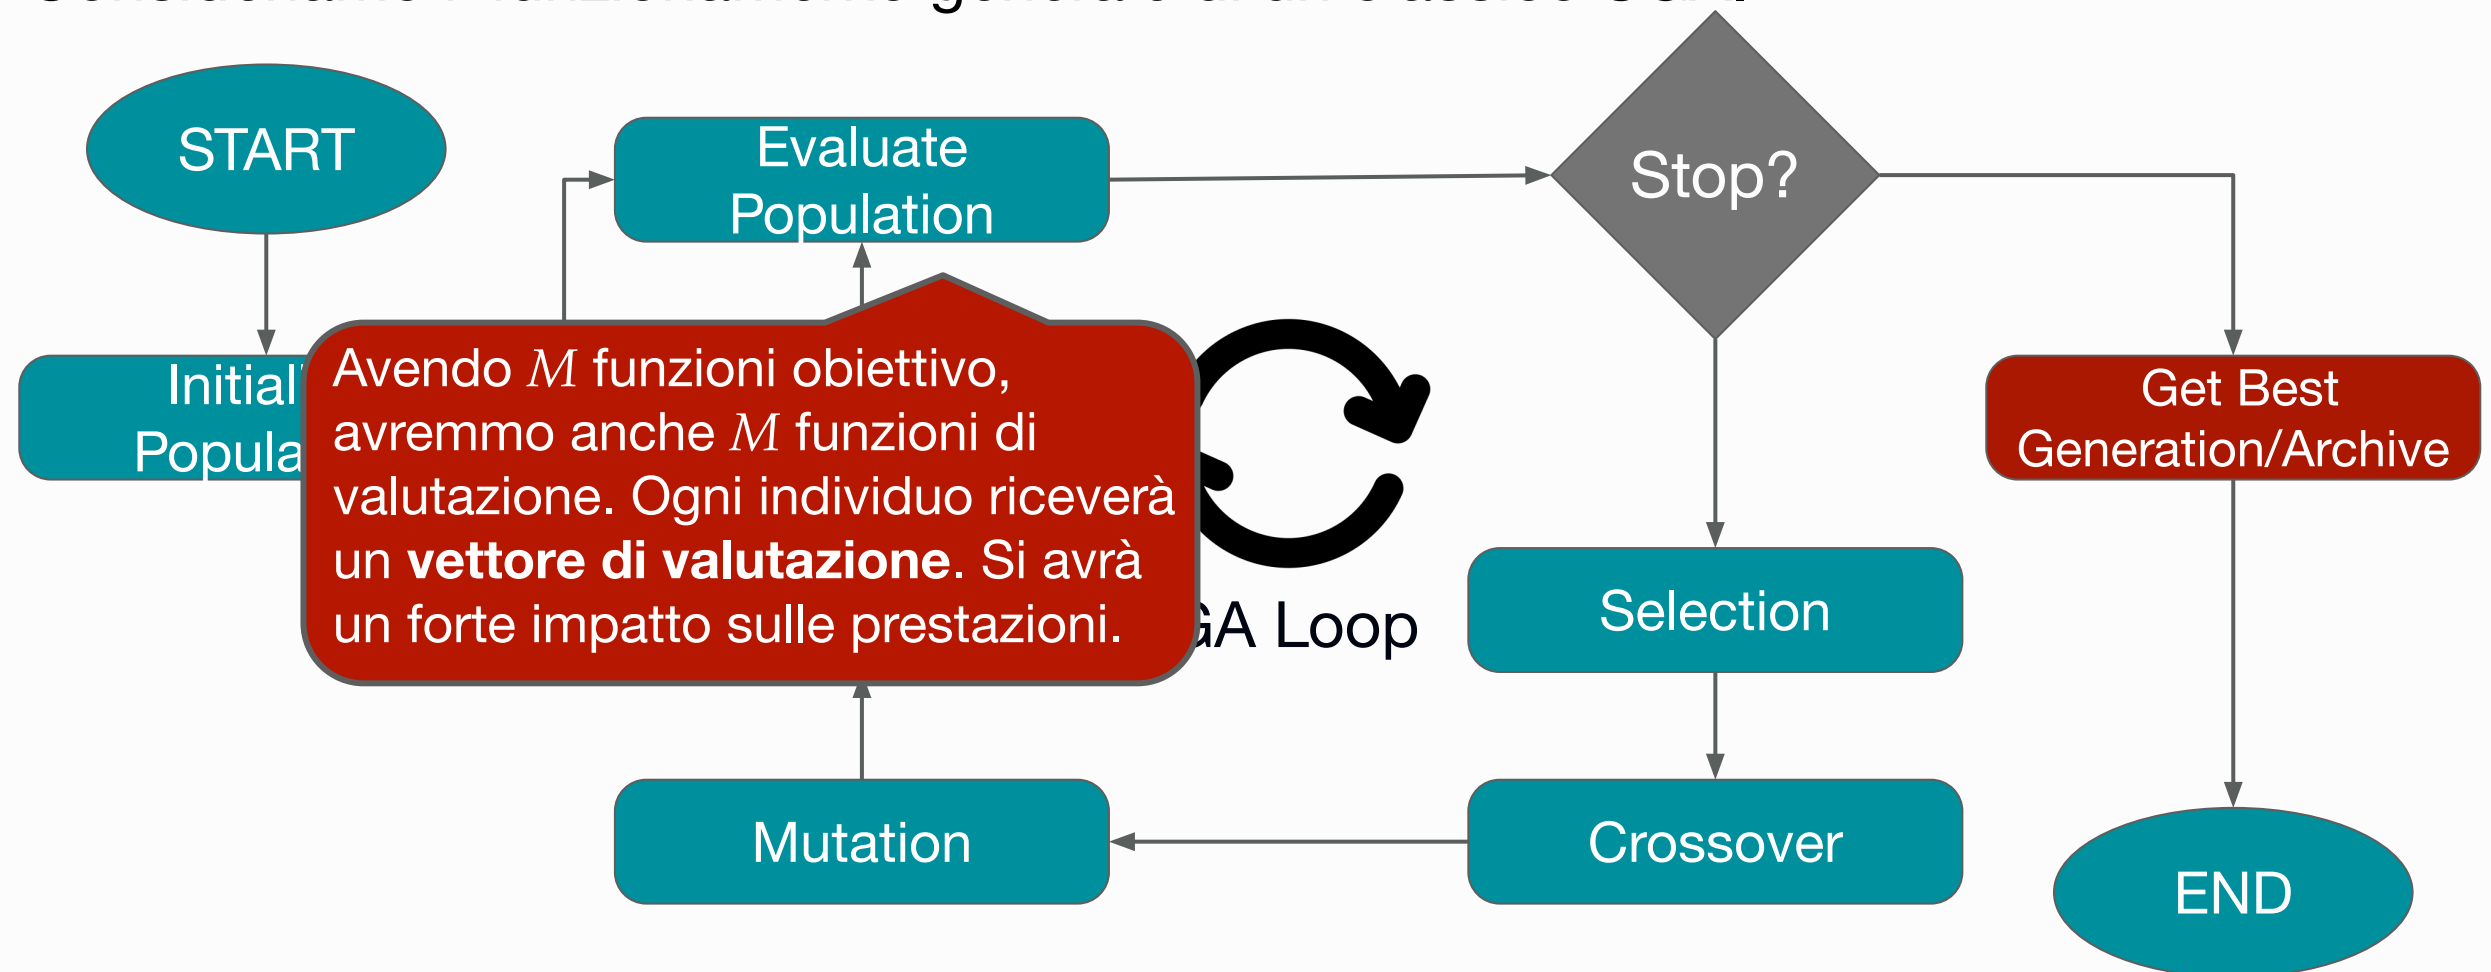 START
Evaluate
Population
Stop?
Initial
Popula
Avendo M funzioni obiettivo,
avremmo anche M funzioni di
valutazione. Ogni individuo riceverà
un vettore di valutazione. Si avrà
un forte impatto sulle prestazioni.
Get Best
Generation/Archive
GA Loop
Selection
Mutation
Crossover
END